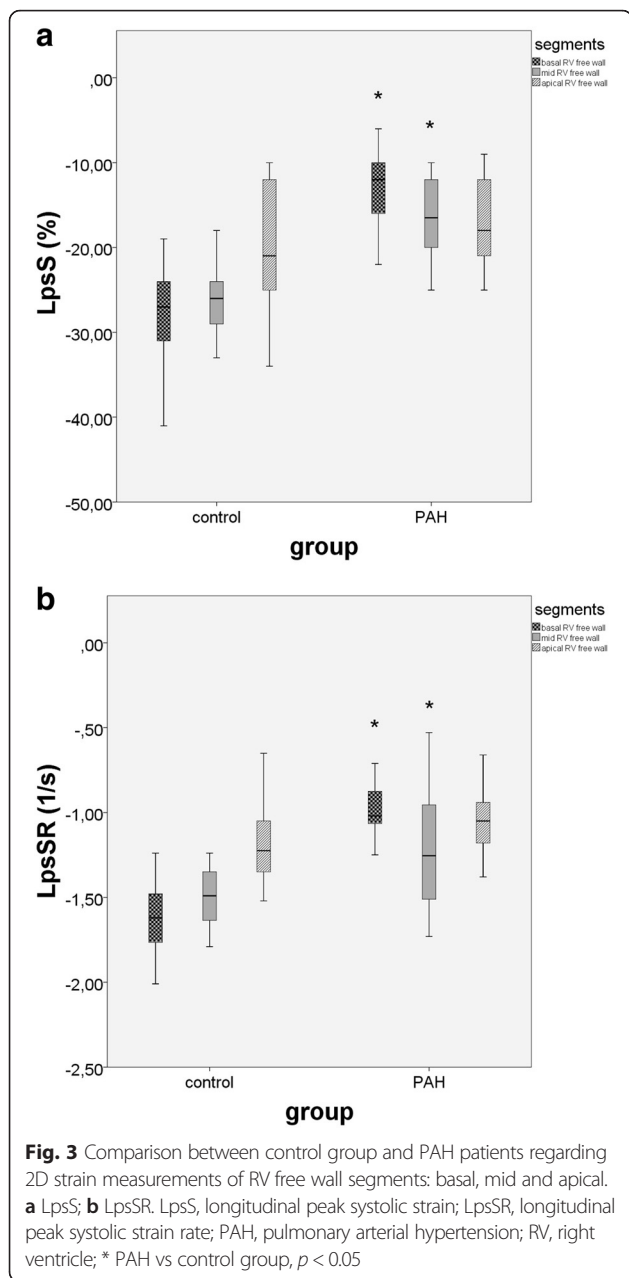 a
segments
basal RV free wall
mid RV free wall
apical RV free wall
,00
-10,00
-20,00
-30,00
-40,00
-50,00
LpsS (%)
* *
control PAH
group
b
segments
basal RV free wall
mid RV free wall
apical RV free wall
,00
-,50
-1,00
-1,50
-2,00
-2,50
LpsSR (1/s)
* *
control PAH
group
Fig. 3 Comparison between control group and PAH patients regarding
2D strain measurements of RV free wall segments: basal, mid and apical.
a LpsS; b LpsSR. LpsS, longitudinal peak systolic strain; LpsSR, longitudinal
peak systolic strain rate; PAH, pulmonary arterial hypertension; RV, right
ventricle; * PAH vs control group, p < 0.05